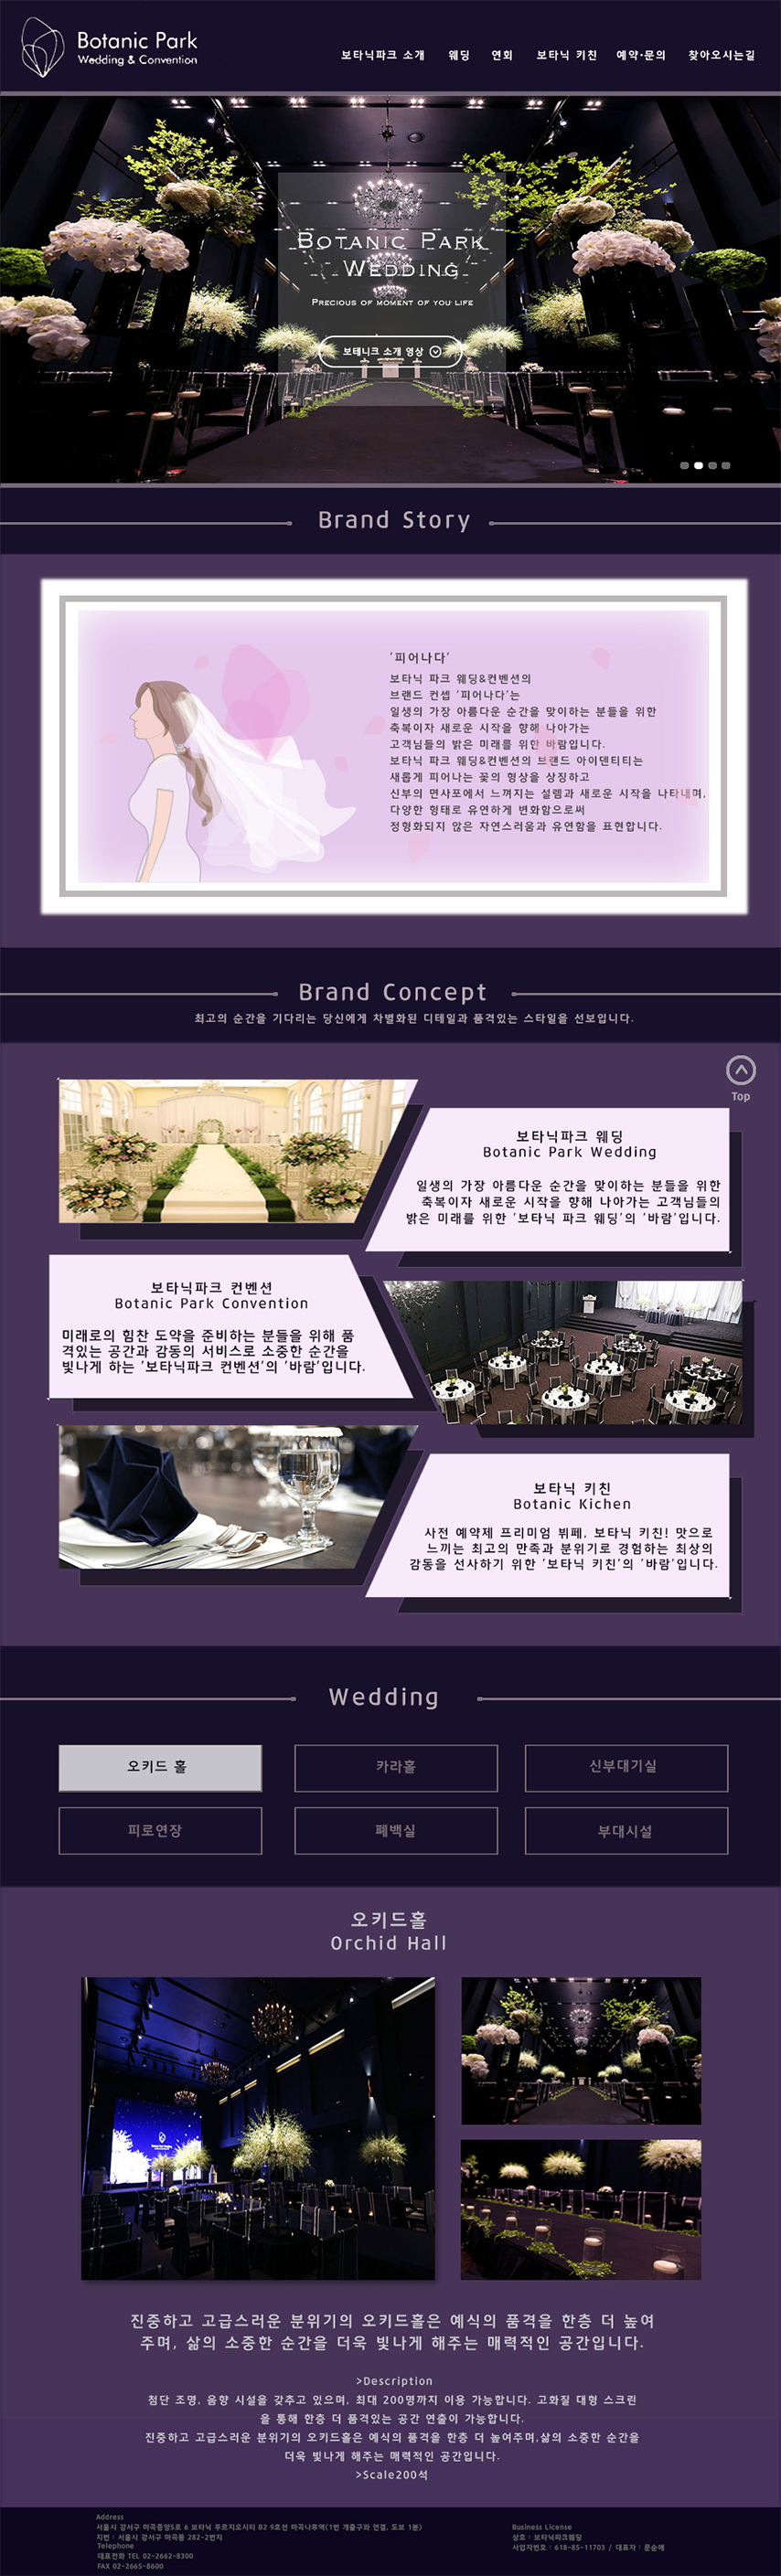 Botanic Park
Wedding & Convention
보타닉파크 소개 웨딩 연회 보타닉 키친 예약·문의 찾아오시는길
BOTANIC PARK
WEDDING
PRECIOUS OF MOMENT OF YOU LIFE
보테니크 소개 영상
Brand Story
'피어나다'
보타닉 파크 웨딩&컨벤션의
브랜드 컨셉 '피어나다'는
일생의 가장 아름다운 순간을 맞이하는 분들을 위한
축복이자 새로운 시작을 향해 나아가는
고객님들의 밝은 미래를 위한 바람입니다.
보타닉 파크 웨딩&컨벤션의 브랜드 아이덴티티는
새롭게 피어나는 꽃의 형상을 상징하고
신부의 면사포에서 느껴지는 설렘과 새로운 시작을 나타내며,
다양한 형태로 유연하게 변화함으로써
정형화되지 않은 자연스러움과 유연함을 표현합니다.
Brand Concept
최고의 순간을 기다리는 당신에게 차별화된 디테일과 품격있는 스타일을 선보입니다.
Top
보타닉파크 웨딩
Botanic Park Wedding
일생의 가장 아름다운 순간을 맞이하는 분들을 위한
축복이자 새로운 시작을 향해 나아가는 고객님들의
밝은 미래를 위한 '보타닉 파크 웨딩'의 '바람'입니다.
보타닉파크 컨벤션
Botanic Park Convention
미래로의 힘찬 도약을 준비하는 분들을 위해 품
격있는 공간과 감동의 서비스로 소중한 순간을
빛나게 하는 '보타닉파크 컨벤션'의 '바람'입니다.
보타닉 키친
Botanic Kichen
사전 예약제 프리미엄 뷔페, 보타닉 키친! 맛으로
느끼는 최고의 만족과 분위기로 경험하는 최상의
감동을 선사하기 위한 '보타닉 키친'의 '바람'입니다.
Wedding
오키드 홀 카라홀 신부대기실
피로연장 폐백실 부대시설
오키드홀
Orchid Hall
진중하고 고급스러운 분위기의 오키드홀은 예식의 품격을 한층 더 높여
주며, 삶의 소중한 순간을 더욱 빛나게 해주는 매력적인 공간입니다.
>Description
첨단 조명, 음향 시설을 갖추고 있으며, 최대 200명까지 이용 가능합니다. 고화질 대형 스크린
을 통해 한층 더 품격있는 공간 연출이 가능합니다.
진중하고 고급스러운 분위기의 오키드홀은 예식의 품격을 한층 더 높여주며,삶의 소중한 순간을
더욱 빛나게 해주는 매력적인 공간입니다.
>Scale200석
Address
서울시 강서구 마곡중앙5로 6 보타닉 푸르지오시티 B2 9호선 마곡나루역(1번 개출구와 연결, 도보 1분)
지번 : 서울시 강서구 마곡동 282-2번지
Telephone
대표전화 TEL 02-2662-8300
FAX 02-2665-8600
Business License
상호 : 보타닉파크웨딩
사업자번호 : 618-85-11703 / 대표자 : 문순애